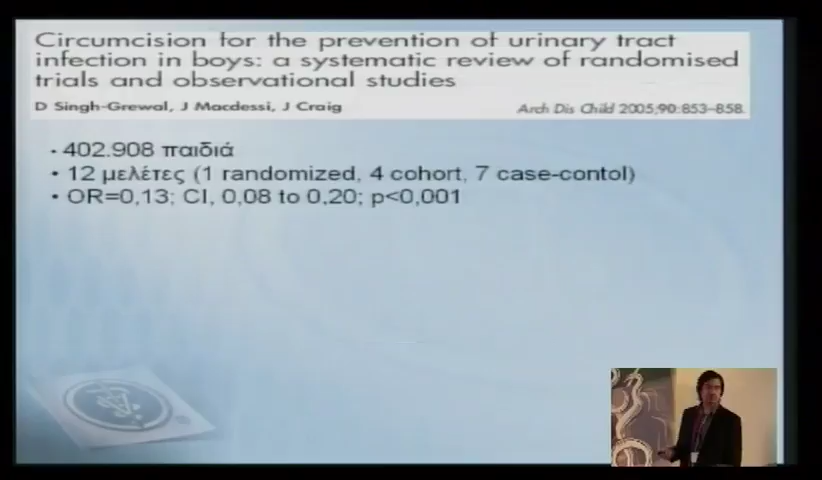 Circumcision for the prevention of urinary tract
infection in boys: a systematic review of randomised
trials and observational studies
D Singh-Grewal, J Macdessi, J Craig
Arch Dis Child 2005;90:853–858.
• 402.908 παιδιά
• 12 μελέτες (1 randomized, 4 cohort, 7 case-contol)
• OR=0,13; CI, 0,08 to 0,20; p<0,001